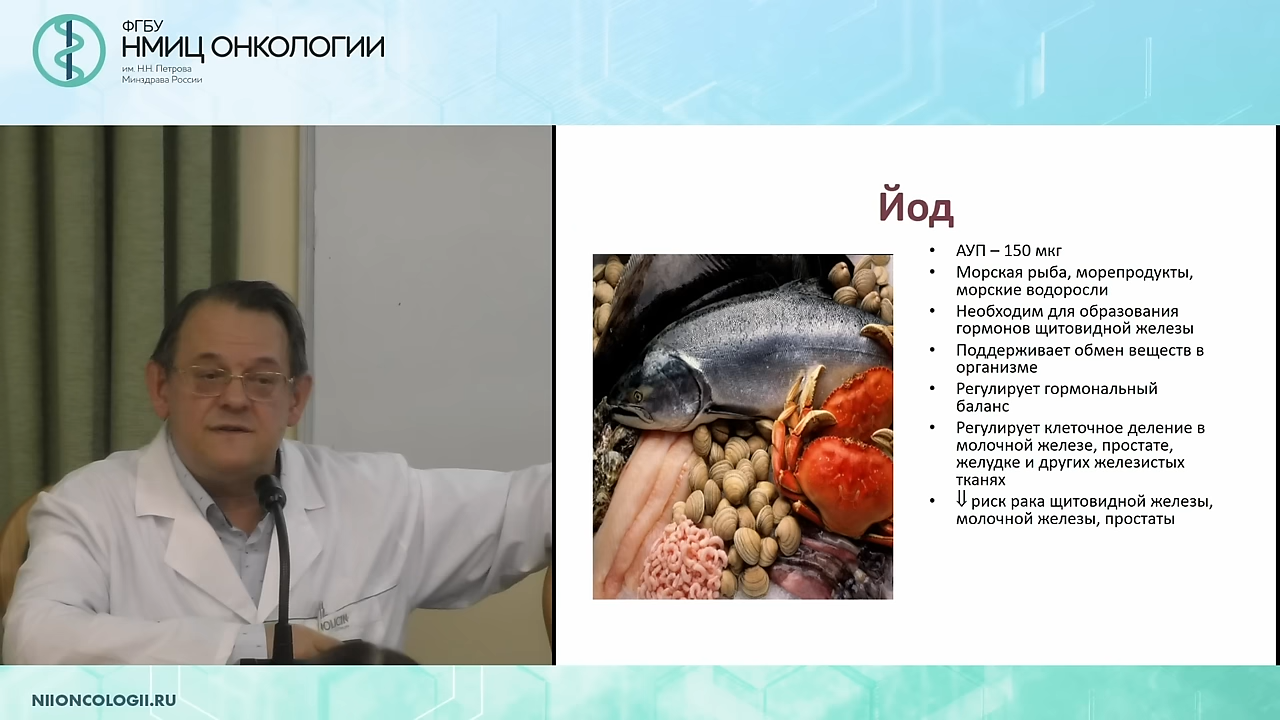 ФГБУ
НМИЦ ОНКОЛОГИИ
им. Н.Н. Петрова
Минздрава России
Йод
• АУП – 150 мкг
• Морская рыба, морепродукты,
морские водоросли
• Необходим для образования
гормонов щитовидной железы
• Поддерживает обмен веществ в
организме
• Регулирует гормональный
баланс
• Регулирует клеточное деление в
молочной железе, простате,
желудке и других железистых
тканях
• ⇓ риск рака щитовидной железы,
молочной железы, простаты
NIIONCOLOGII.RU